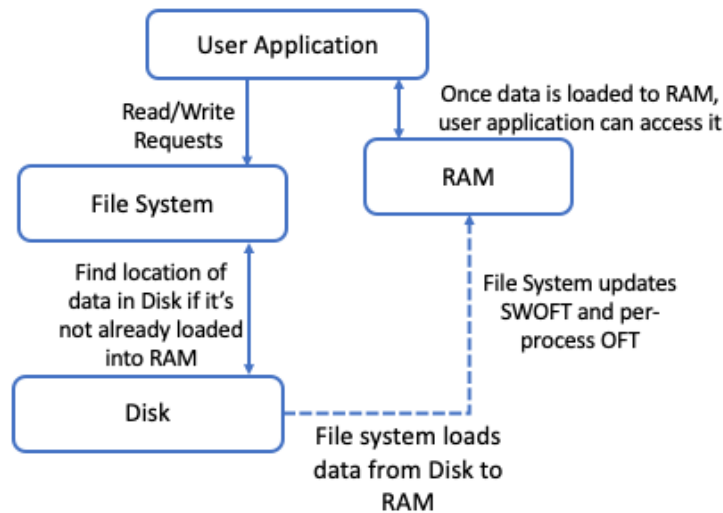 User Application
Read/Write
Requests
Once data is loaded to RAM,
user application can access it
File System
RAM
Find location of
data in Disk if it's
not already loaded
into RAM
File System updates
SWOFT and per-
process OFT
Disk
File system loads
data from Disk to
RAM